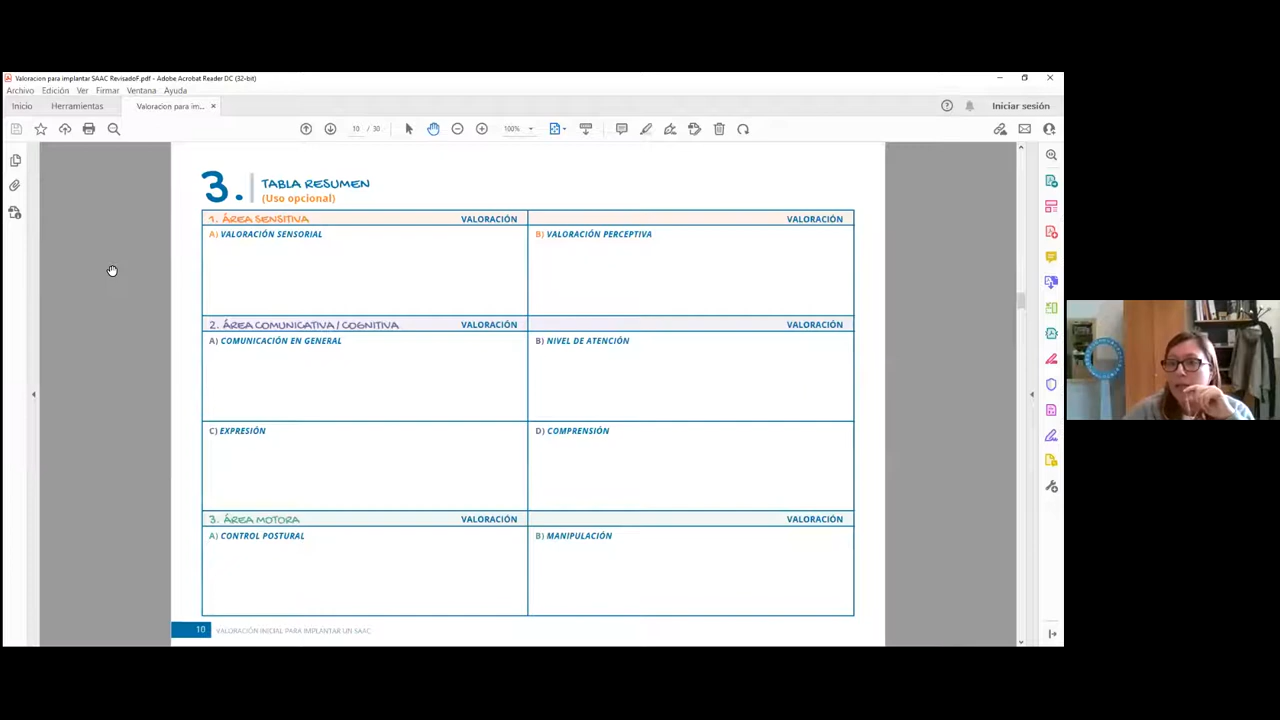 Valoracion para implantar SAAC RevisadoF.pdf - Adobe Acrobat Reader DC (32-bit)
Archivo Edición Ver Firmar Ventana Ayuda
Inicio Herramientas Valoracion para im... × Iniciar sesión
10 / 30 100%
3. TABLA RESUMEN
(Uso opcional)
1. ÁREA SENSITIVA VALORACIÓN VALORACIÓN
A) VALORACIÓN SENSORIAL B) VALORACIÓN PERCEPTIVA
2. ÁREA COMUNICATIVA / COGNITIVA VALORACIÓN VALORACIÓN
A) COMUNICACIÓN EN GENERAL B) NIVEL DE ATENCIÓN
C) EXPRESIÓN D) COMPRENSIÓN
3. ÁREA MOTORA VALORACIÓN VALORACIÓN
A) CONTROL POSTURAL B) MANIPULACIÓN
10 VALORACIÓN INICIAL PARA IMPLANTAR UN SAAC